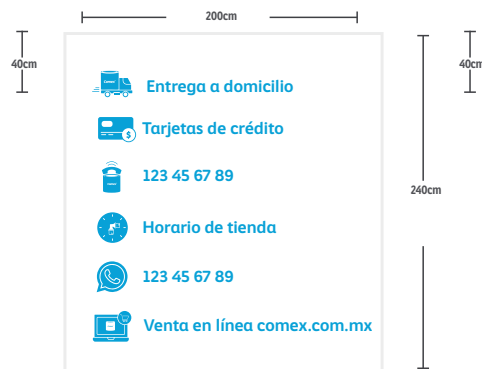 200cm
40cm
40cm
Entrega a domicilio
Tarjetas de crédito
$
123 45 67 89
240cm
Horario de tienda
123 45 67 89
Venta en línea comex.com.mx